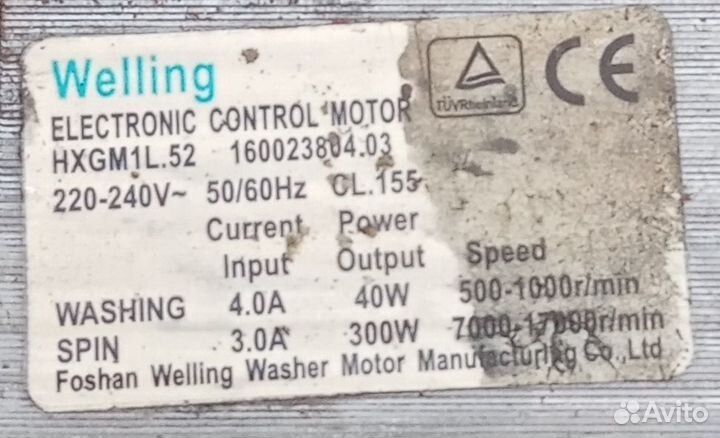 Welling
TÜVRheinland
CE
ELECTRONIC CONTROL MOTOR
HXGM1L.52 160023804.03
220-240V~ 50/60Hz CL.155
Current Power
Input Output Speed
WASHING 4.0A 40W 500-1000r/min
SPIN 3.0A 300W 7000-17000r/min
Foshan Welling Washer Motor Manufacturing Co.,Ltd
Avito